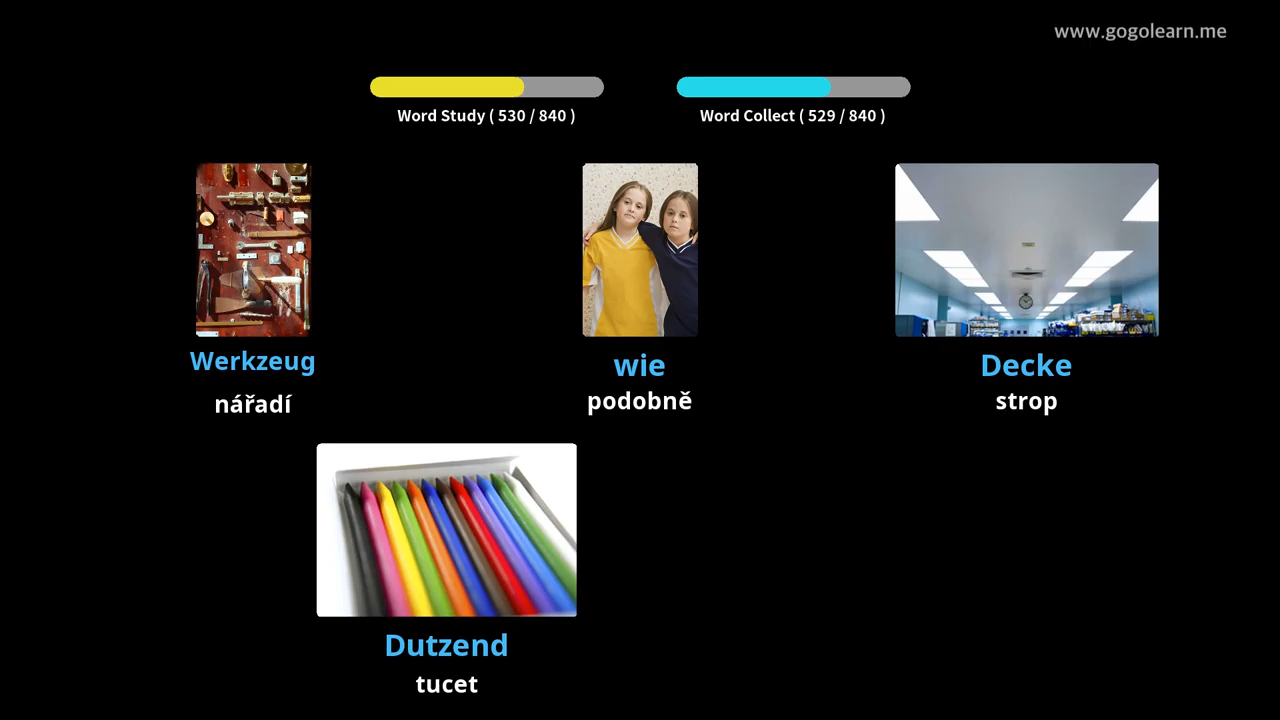 www.gogolearn.me
Word Study ( 530 / 840 )
Word Collect ( 529 / 840 )
Werkzeug
nářadí
wie
podobně
Decke
strop
Dutzend
tucet